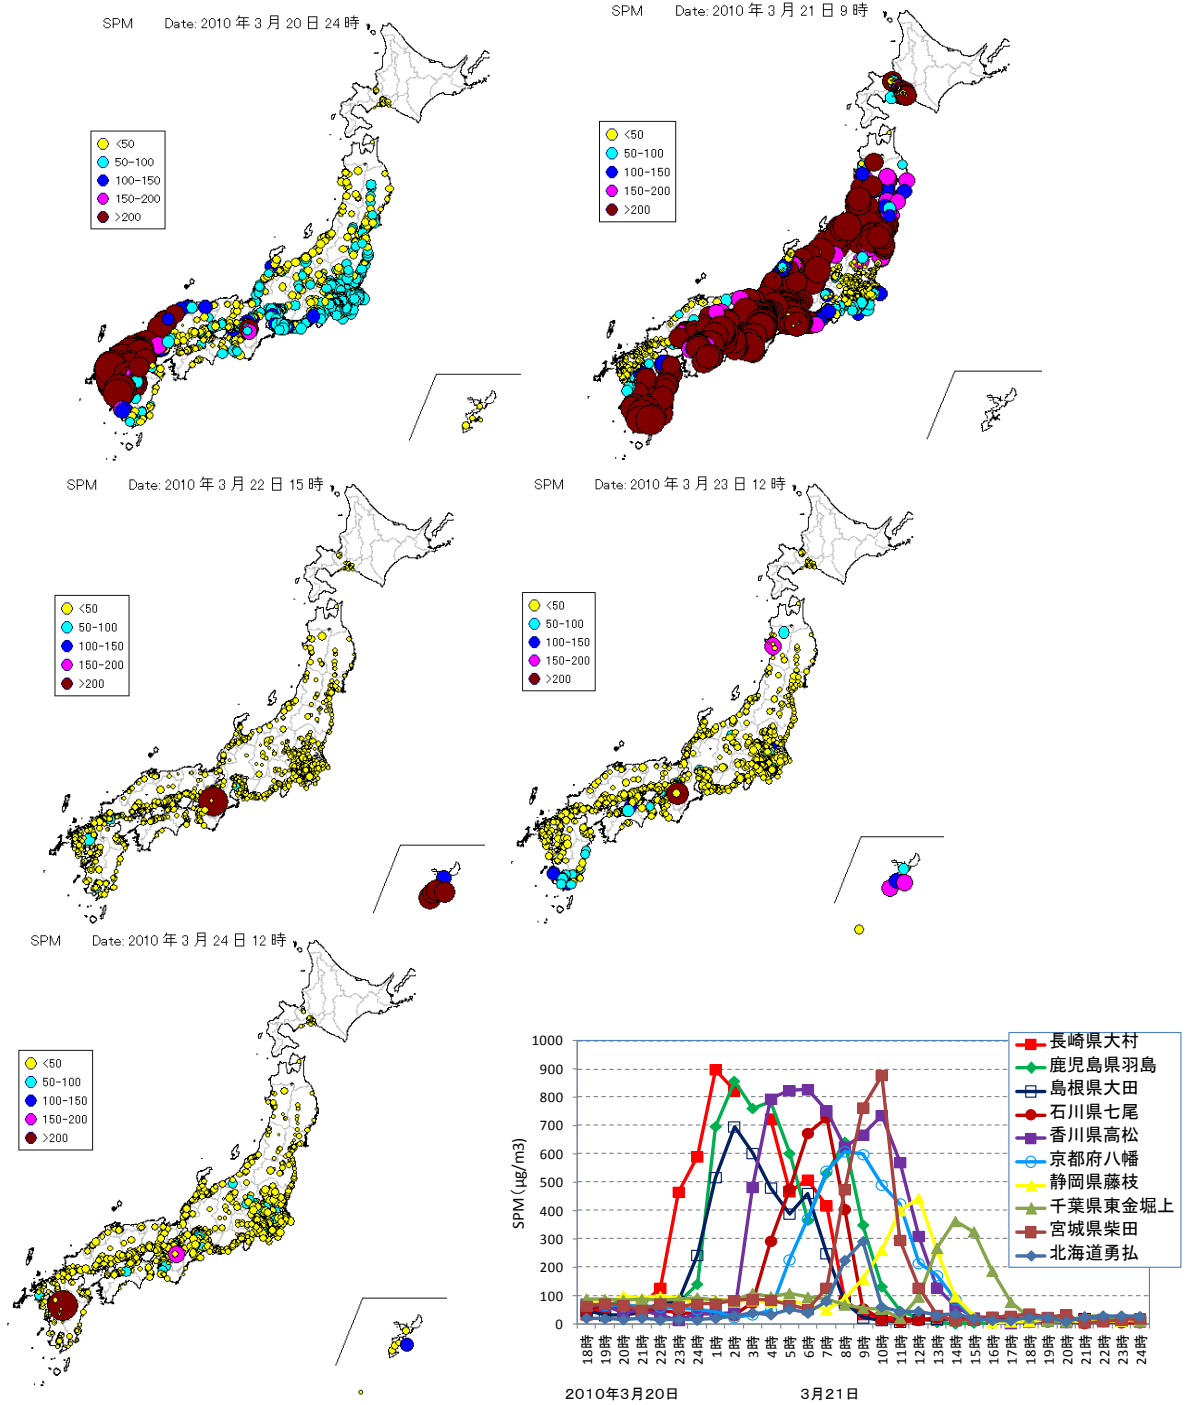 SPM Date: 2010 年 3 月 20 日 24 時
<50
50-100
100-150
150-200
>200
SPM Date: 2010 年 3 月 21 日 9 時
<50
50-100
100-150
150-200
>200
SPM Date: 2010 年 3 月 22 日 15 時
<50
50-100
100-150
150-200
>200
SPM Date: 2010 年 3 月 23 日 12 時
<50
50-100
100-150
150-200
>200
SPM Date: 2010 年 3 月 24 日 12 時
<50
50-100
100-150
150-200
>200
SPM (μg/m3)
1000
900
800
700
600
500
400
300
200
100
0
長崎県大村
鹿児島県羽島
島根県大田
石川県七尾
香川県高松
京都府八幡
静岡県藤枝
千葉県東金堀上
宮城県柴田
北海道勇払
18時 19時 20時 21時 22時 23時 24時 1時 2時 3時 4時 5時 6時 7時 8時 9時 10時 11時 12時 13時 14時 15時 16時 17時 18時 19時 20時 21時 22時 23時 24時
2010年3月20日 3月21日